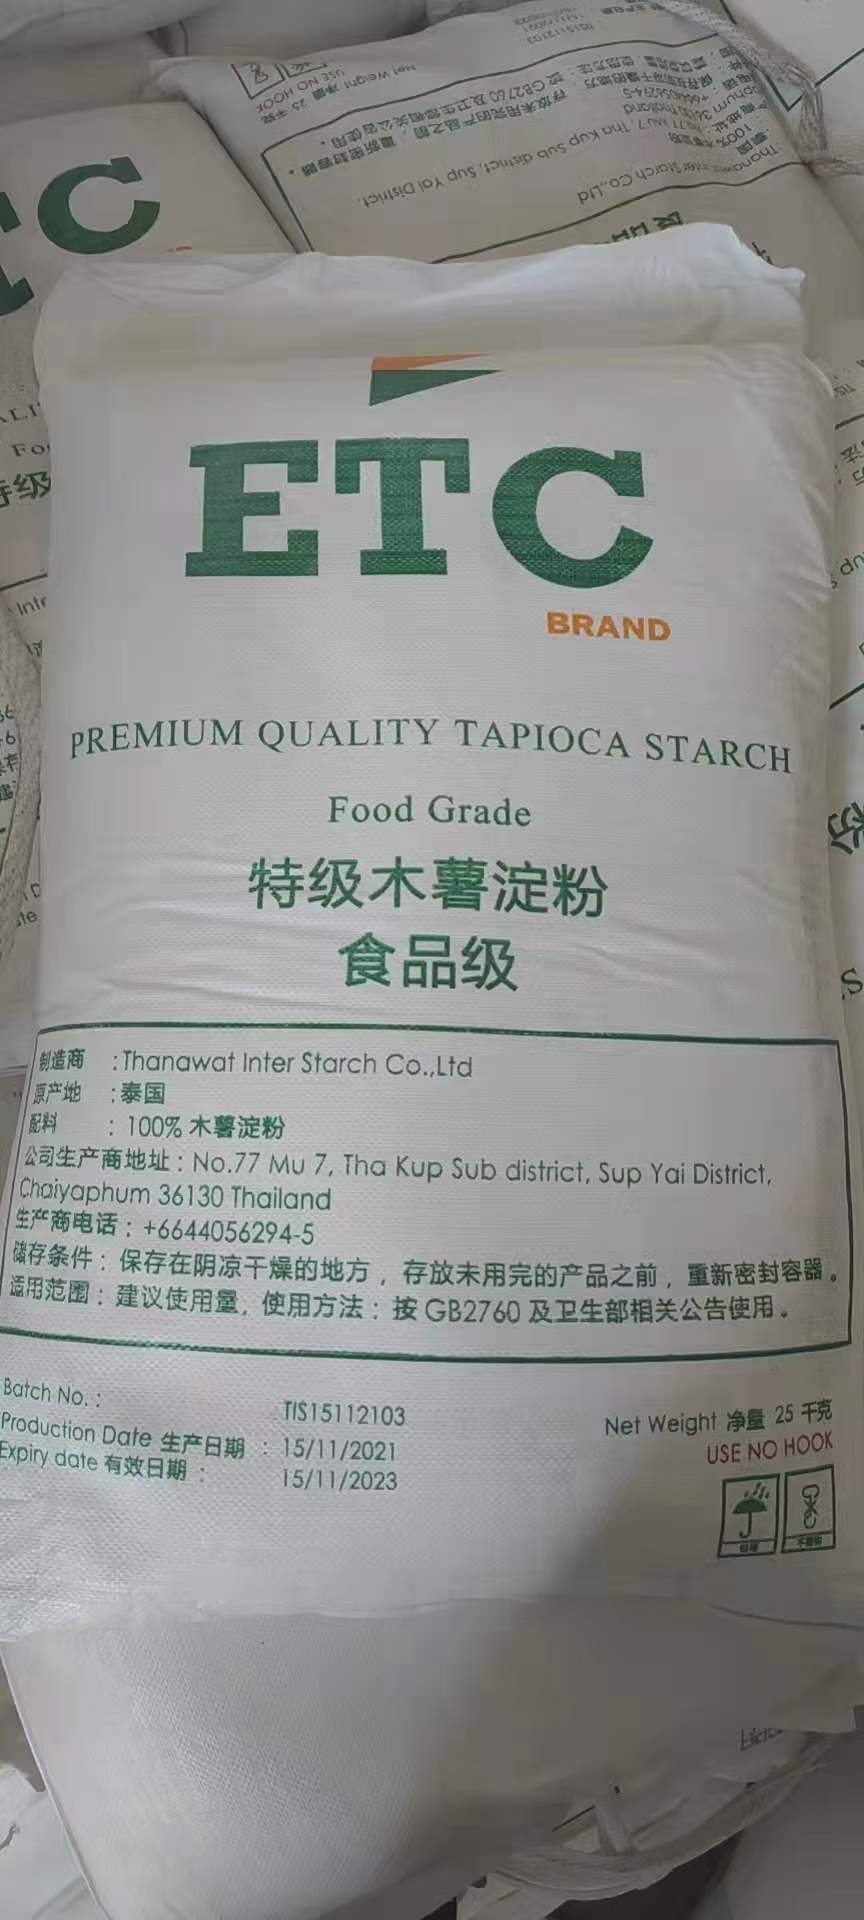 ETC
BRAND
PREMIUM QUALITY TAPIOCA STARCH
Food Grade
特级木薯淀粉
食品级
制造商 : Thanawat Inter Starch Co.,Ltd
原产地 : 泰国
配料 : 100% 木薯淀粉
公司生产商地址 : No.77 Mu 7, Tha Kup Sub district, Sup Yai District,
Chaiyaphum 36130 Thailand
生产商电话 : +6644056294-5
储存条件 : 保存在阴凉干燥的地方 , 存放未用完的产品之前 , 重新密封容器 。
适用范围 : 建议使用量, 使用方法 : 按 GB2760 及卫生部相关公告使用 。
Batch No. : TIS15112103
Production Date 生产日期 : 15/11/2021
Expiry date 有效日期 : 15/11/2023
Net Weight 净量 25 千克
USE NO HOOK